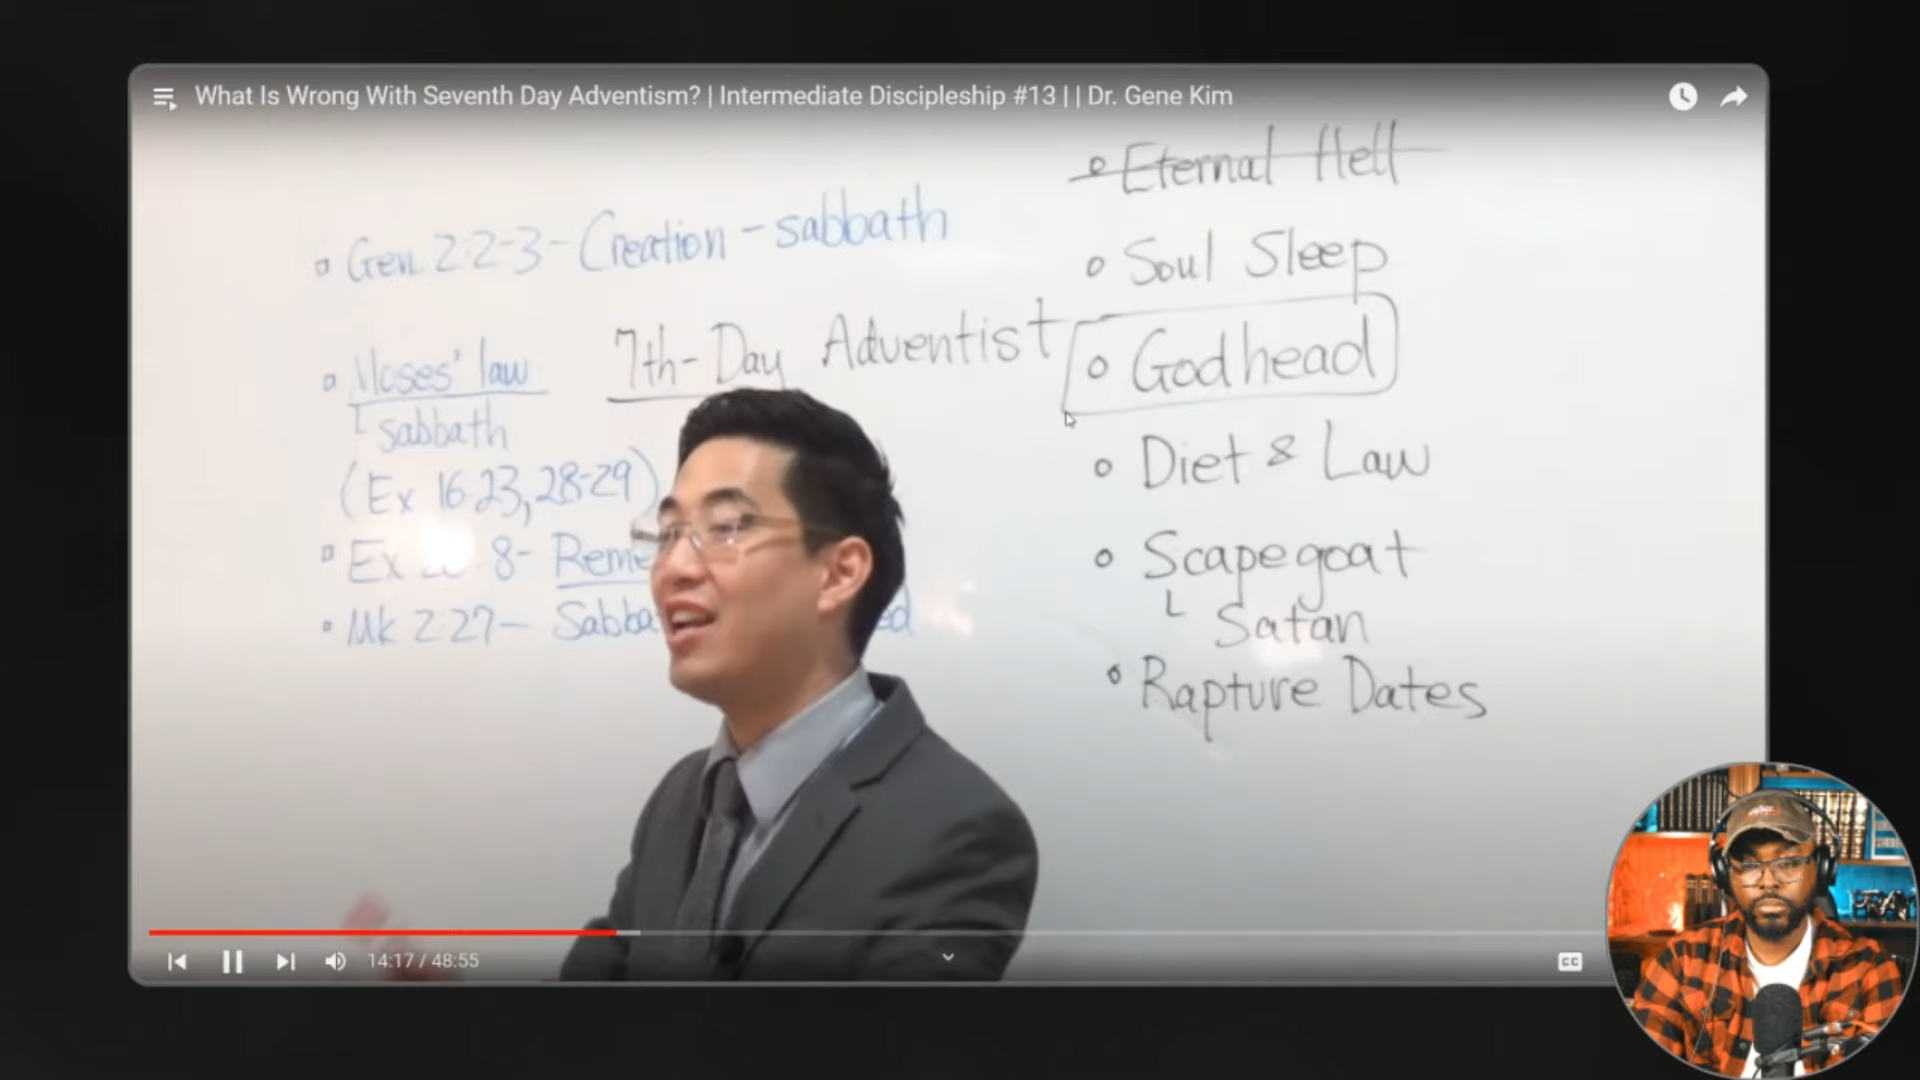 What Is Wrong With Seventh Day Adventism? | Intermediate Discipleship #13 | | Dr. Gene Kim
Gen. 2:2-3 - Creation - sabbath
Moses' law
sabbath
(Ex 16:23, 28-29)
Ex 8-
Mk 2:27-
7th-Day Adventist
Eternal Hell
Soul Sleep
Godhead
Diet & Law
Scapegoat
Satan
Rapture Dates
14:17 / 48:55
CC